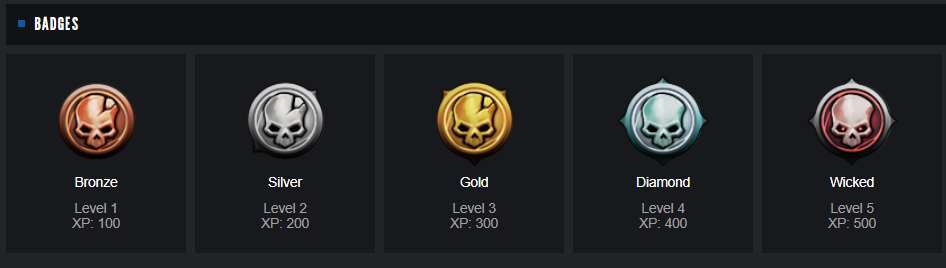 BADGES
Bronze
Level 1
XP: 100
Silver
Level 2
XP: 200
Gold
Level 3
XP: 300
Diamond
Level 4
XP: 400
Wicked
Level 5
XP: 500